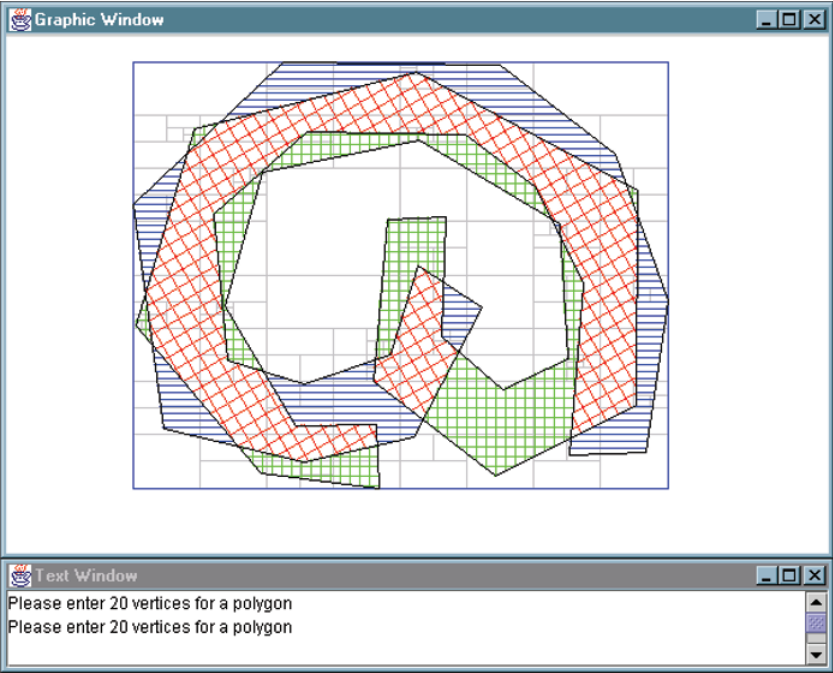 Graphic Window
Text Window
Please enter 20 vertices for a polygon
Please enter 20 vertices for a polygon